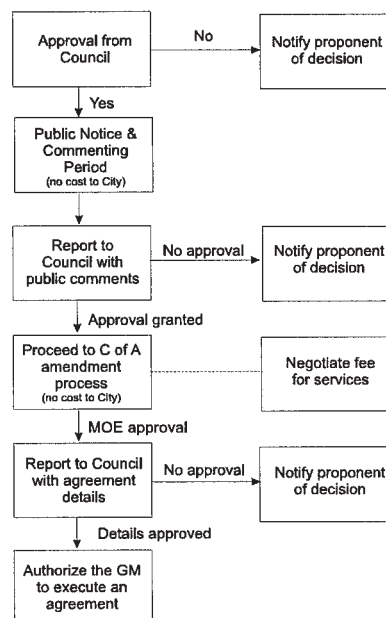 Approval from
Council
No
Notify proponent
of decision
Yes
Public Notice &
Commenting
Period
(no cost to City)
Report to
Council with
public comments
No approval
Notify proponent
of decision
Approval granted
Proceed to C of A
amendment
process
(no cost to City)
Negotiate fee
for services
MOE approval
Report to Council
with agreement
details
No approval
Notify proponent
of decision
Details approved
Authorize the GM
to execute an
agreement